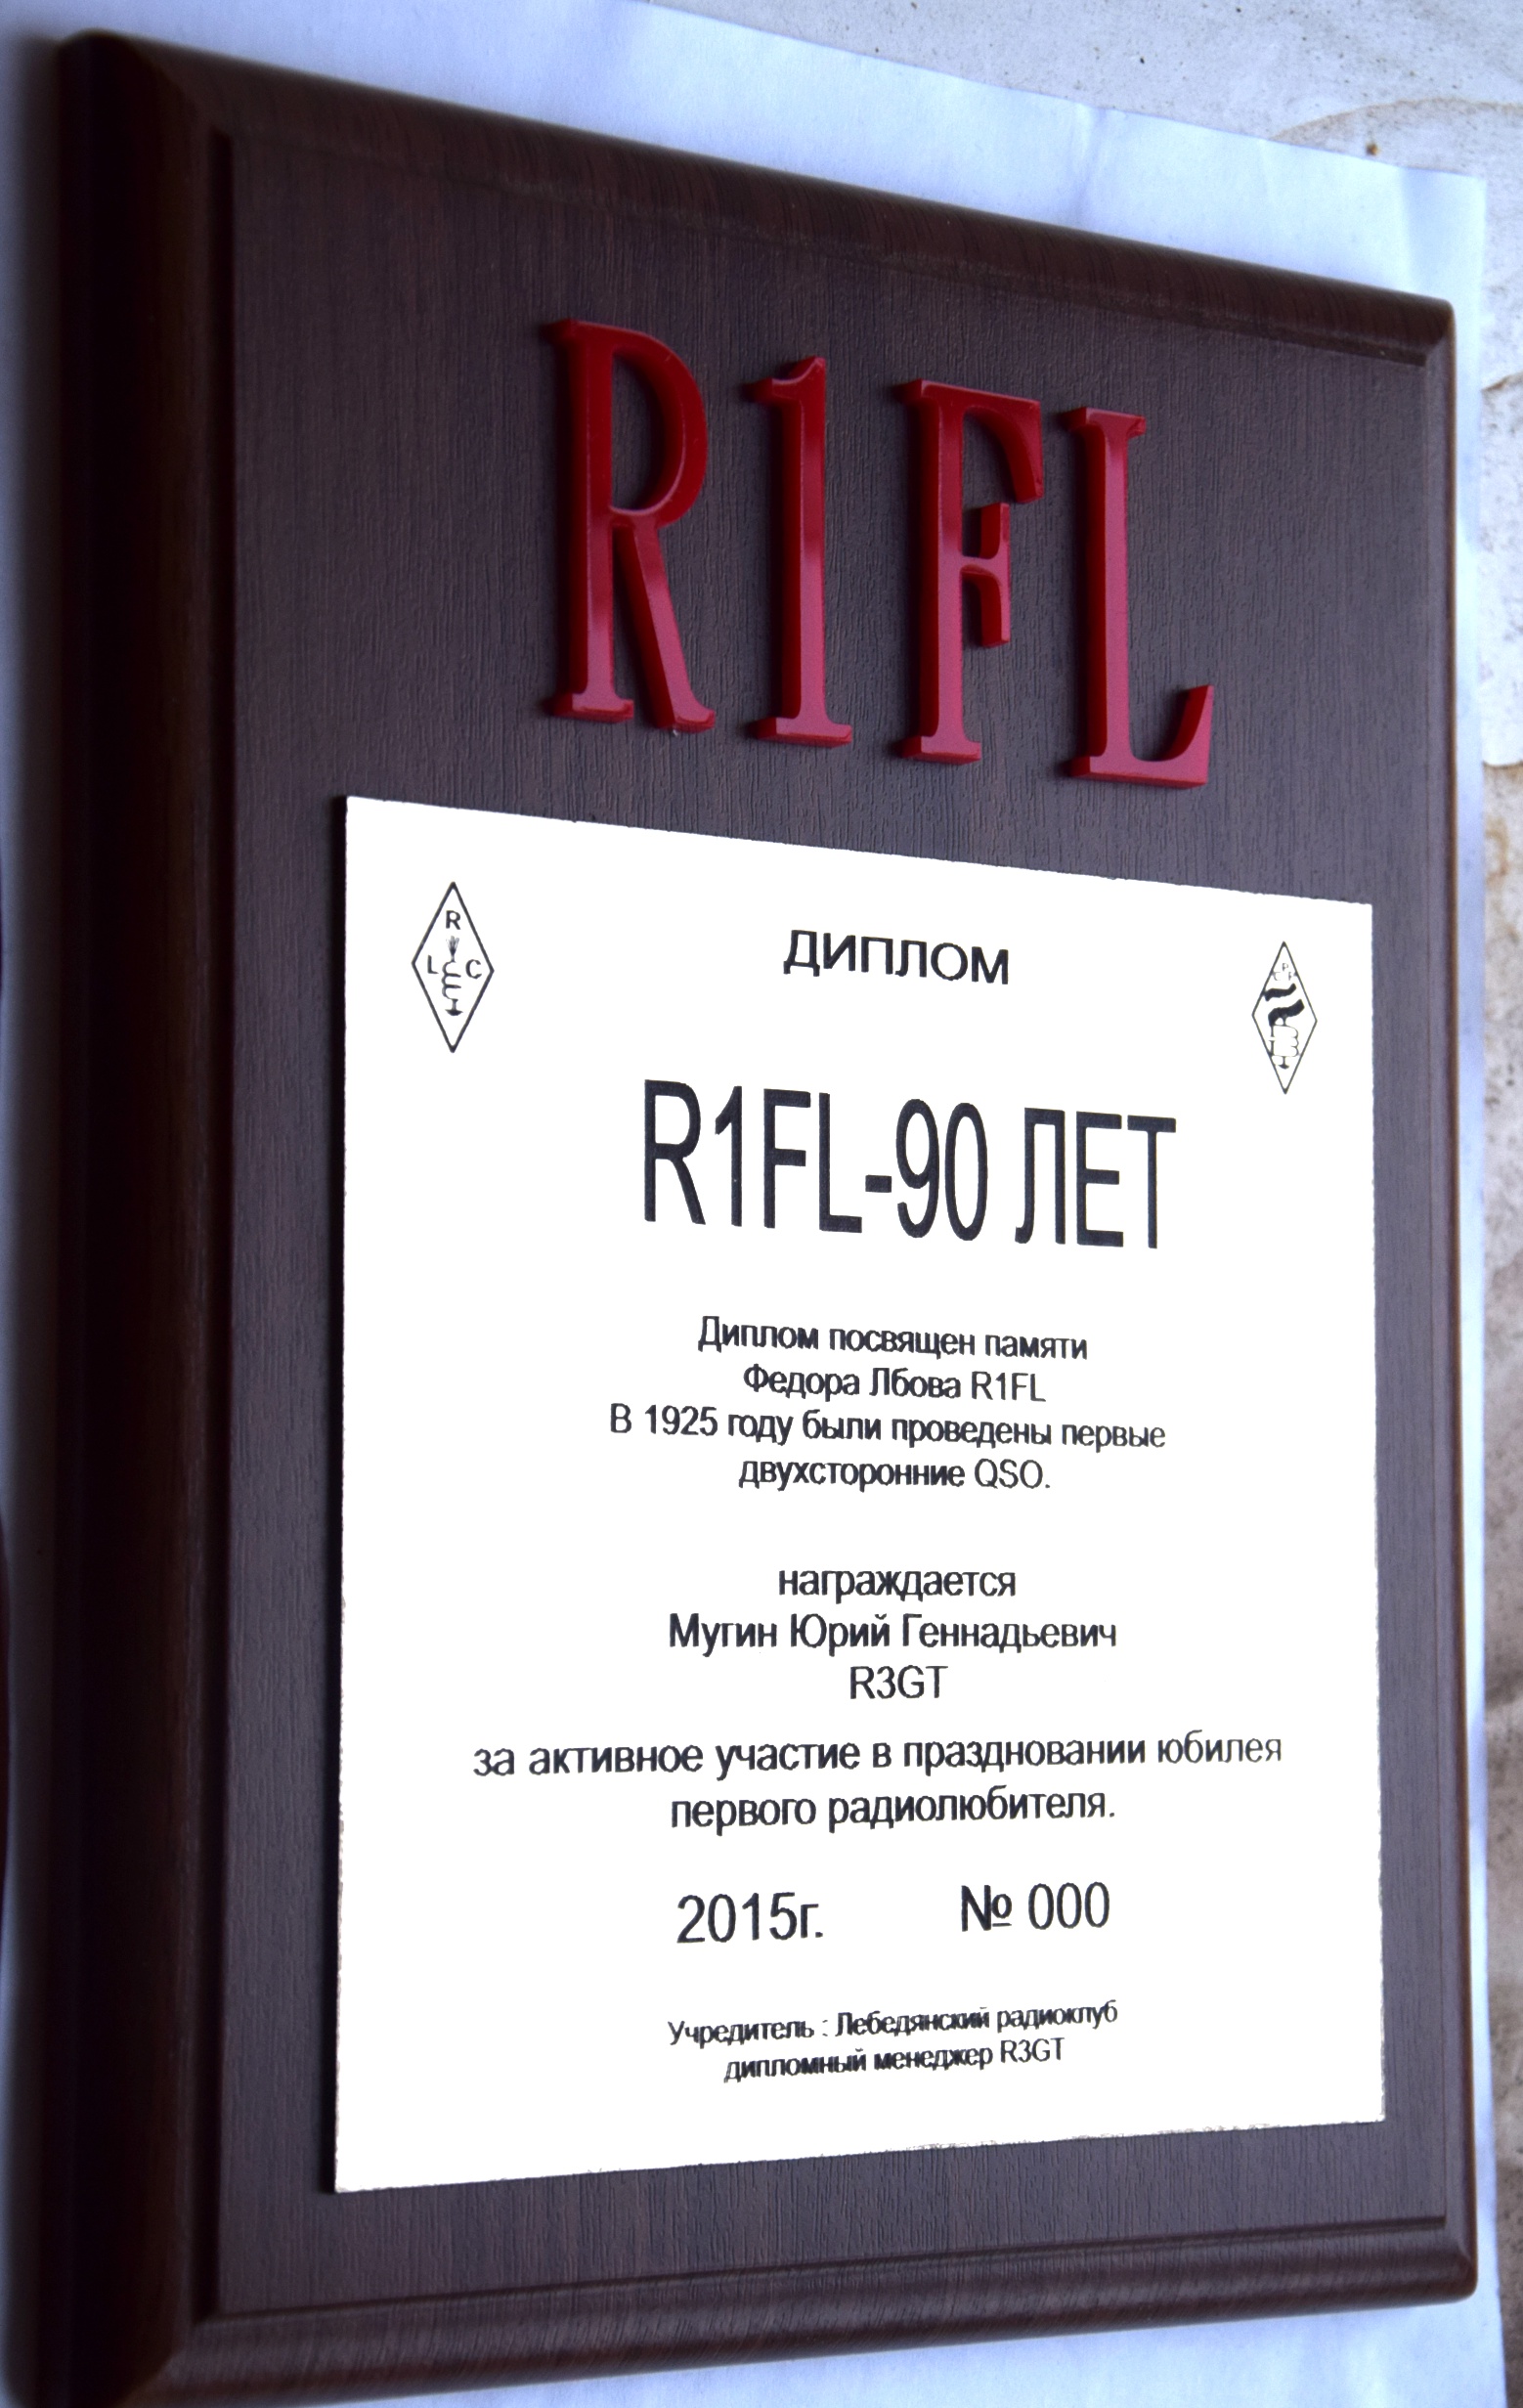 R1FL
R
L C
ДИПЛОМ
R1FL-90 ЛЕТ
Диплом посвящен памяти
Федора Лбова R1FL
В 1925 году были проведены первые
двухсторонние QSO.
награждается
Мугин Юрий Геннадьевич
R3GT
за активное участие в праздновании юбилея
первого радиолюбителя.
2015г. № 000
Учредитель : Лебедянский радиоклуб
дипломный менеджер R3GT